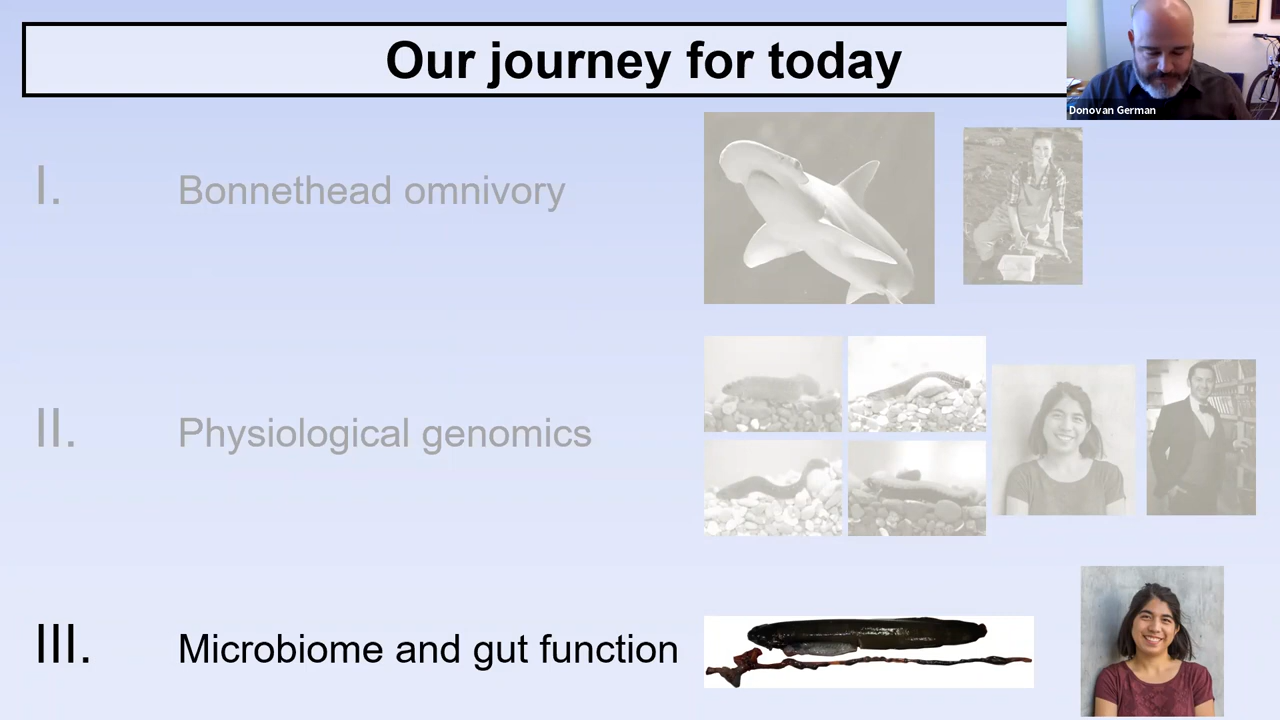 Our journey for today
Donovan German
I. Bonnethead omnivory
II. Physiological genomics
III. Microbiome and gut function